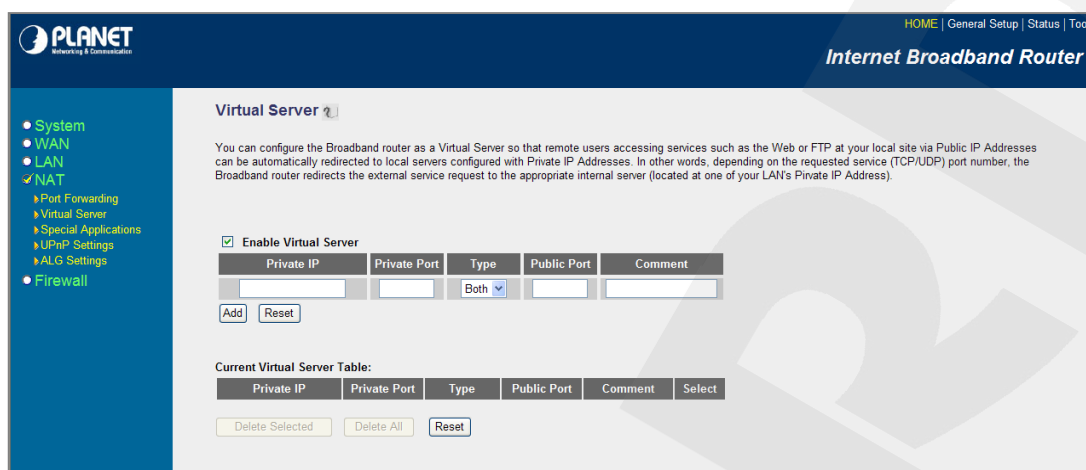 PLANET
Networking & Communication
HOME | General Setup | Status |
Internet Broadband Router
System
WAN
LAN
NAT
Port Forwarding
Virtual Server
Special Applications
UPnP Settings
ALG Settings
Firewall
Virtual Server
You can configure the Broadband router as a Virtual Server so that remote users accessing services such as the Web or FTP at your local site via Public IP Addresses
can be automatically redirected to local servers configured with Private IP Addresses. In other words, depending on the requested service (TCP/UDP) port number, the
Broadband router redirects the external service request to the appropriate internal server (located at one of your LAN's Private IP Address).
Enable Virtual Server
Private IP Private Port Type Public Port Comment
Both
Add Reset
Current Virtual Server Table:
Private IP Private Port Type Public Port Comment Select
Delete Selected Delete All Reset